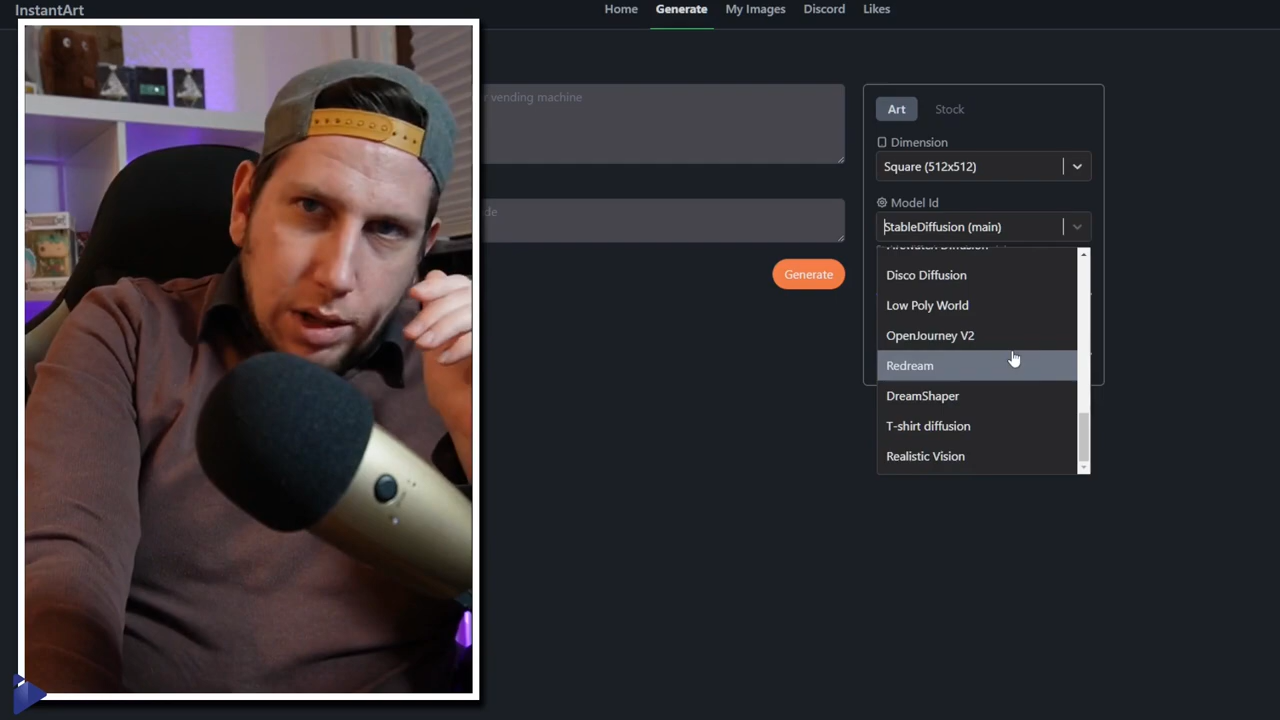 InstantArt
Home Generate My Images Discord Likes
vending machine
Art Stock
Dimension
Square (512x512)
Model Id
StableDiffusion (main)
Disco Diffusion
Low Poly World
OpenJourney V2
Redream
DreamShaper
T-shirt diffusion
Realistic Vision
Generate